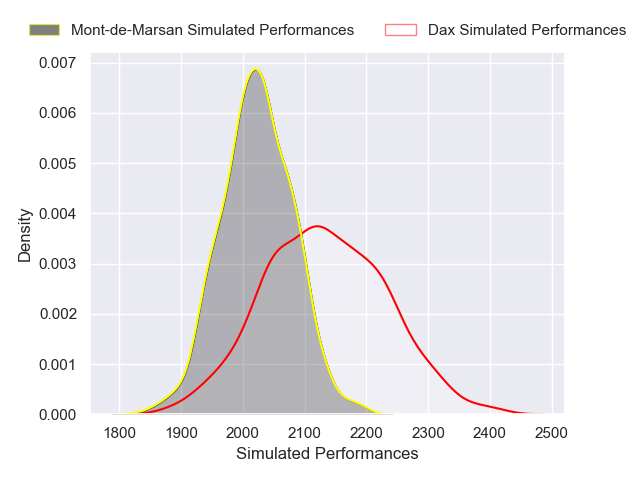 Mont-de-Marsan Simulated Performances
Dax Simulated Performances
0.007
0.006
0.005
0.004
0.003
0.002
0.001
0.000
Density
1800 1900 2000 2100 2200 2300 2400 2500
Simulated Performances